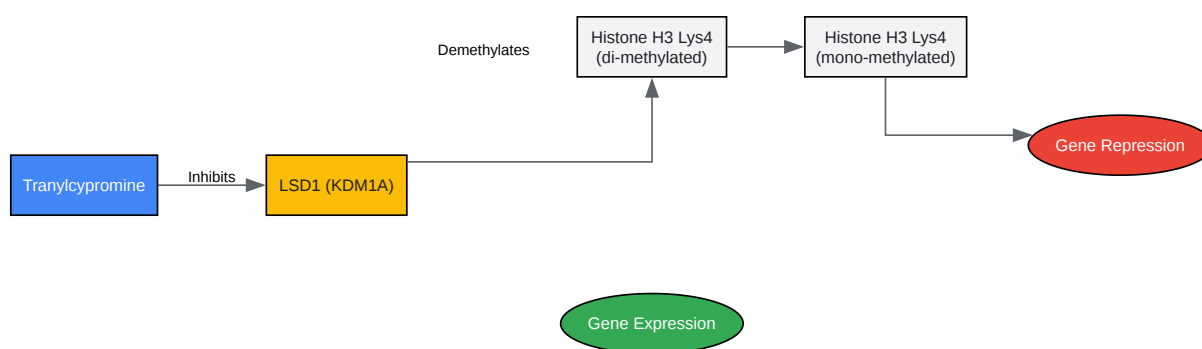 Demethylates
Histone H3 Lys4
(di-methylated)
Histone H3 Lys4
(mono-methylated)
Gene Repression
Tranylcypromine
Inhibits
LSD1 (KDM1A)
Gene Expression